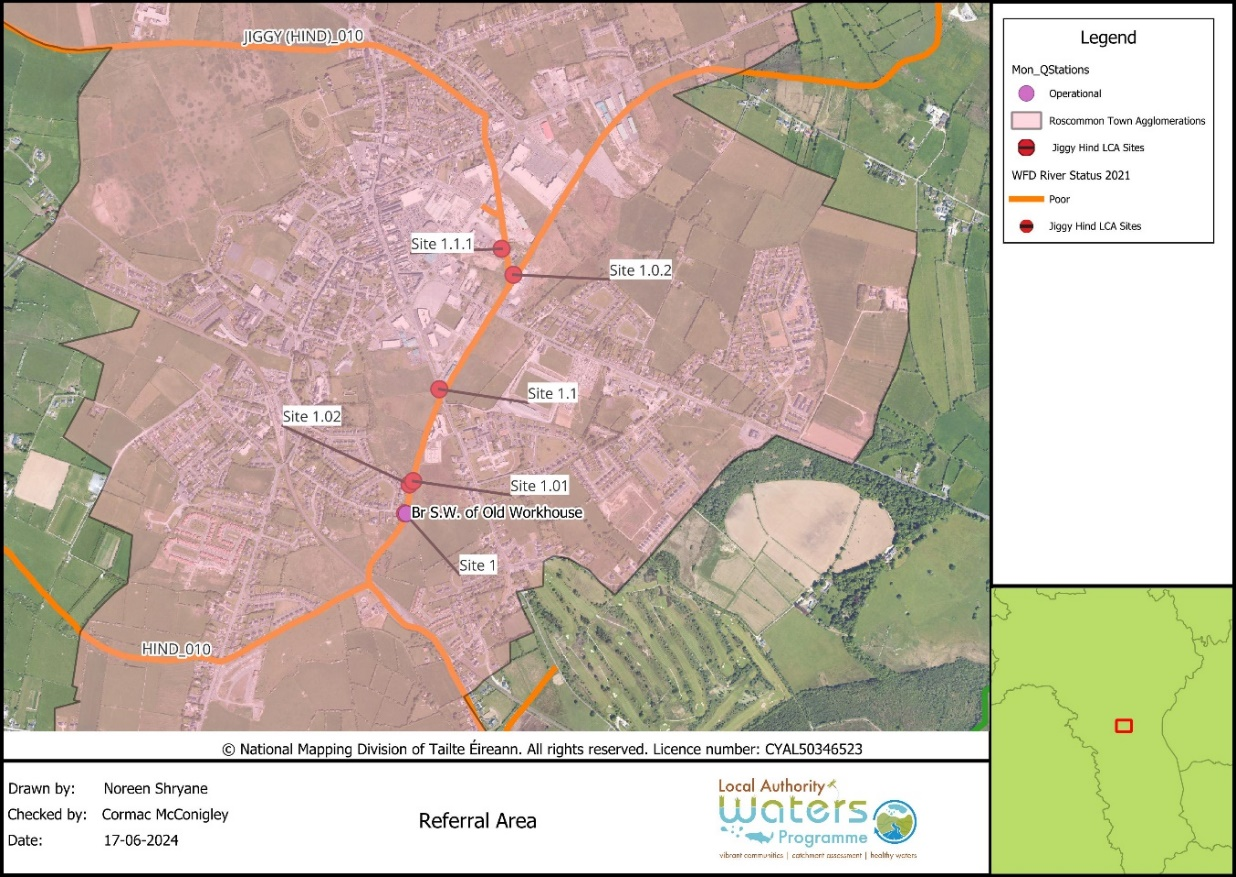 JIGGY (HIND)_010
Site 1.1.1
Site 1.0.2
Site 1.1
Site 1.02
Site 1.01
Br S.W. of Old Workhouse
Site 1
HIND_010
© National Mapping Division of Tailte Éireann. All rights reserved. Licence number: CYAL50346523
Legend
Mon_QStations
Operational
Roscommon Town Agglomerations
Jiggy Hind LCA Sites
WFD River Status 2021
Poor
Jiggy Hind LCA Sites
Drawn by: Noreen Shryane
Checked by: Cormac McConigley
Date: 17-06-2024
Referral Area
Local Authority
Waters
Programme
vibrant communities | catchment assessment | healthy waters